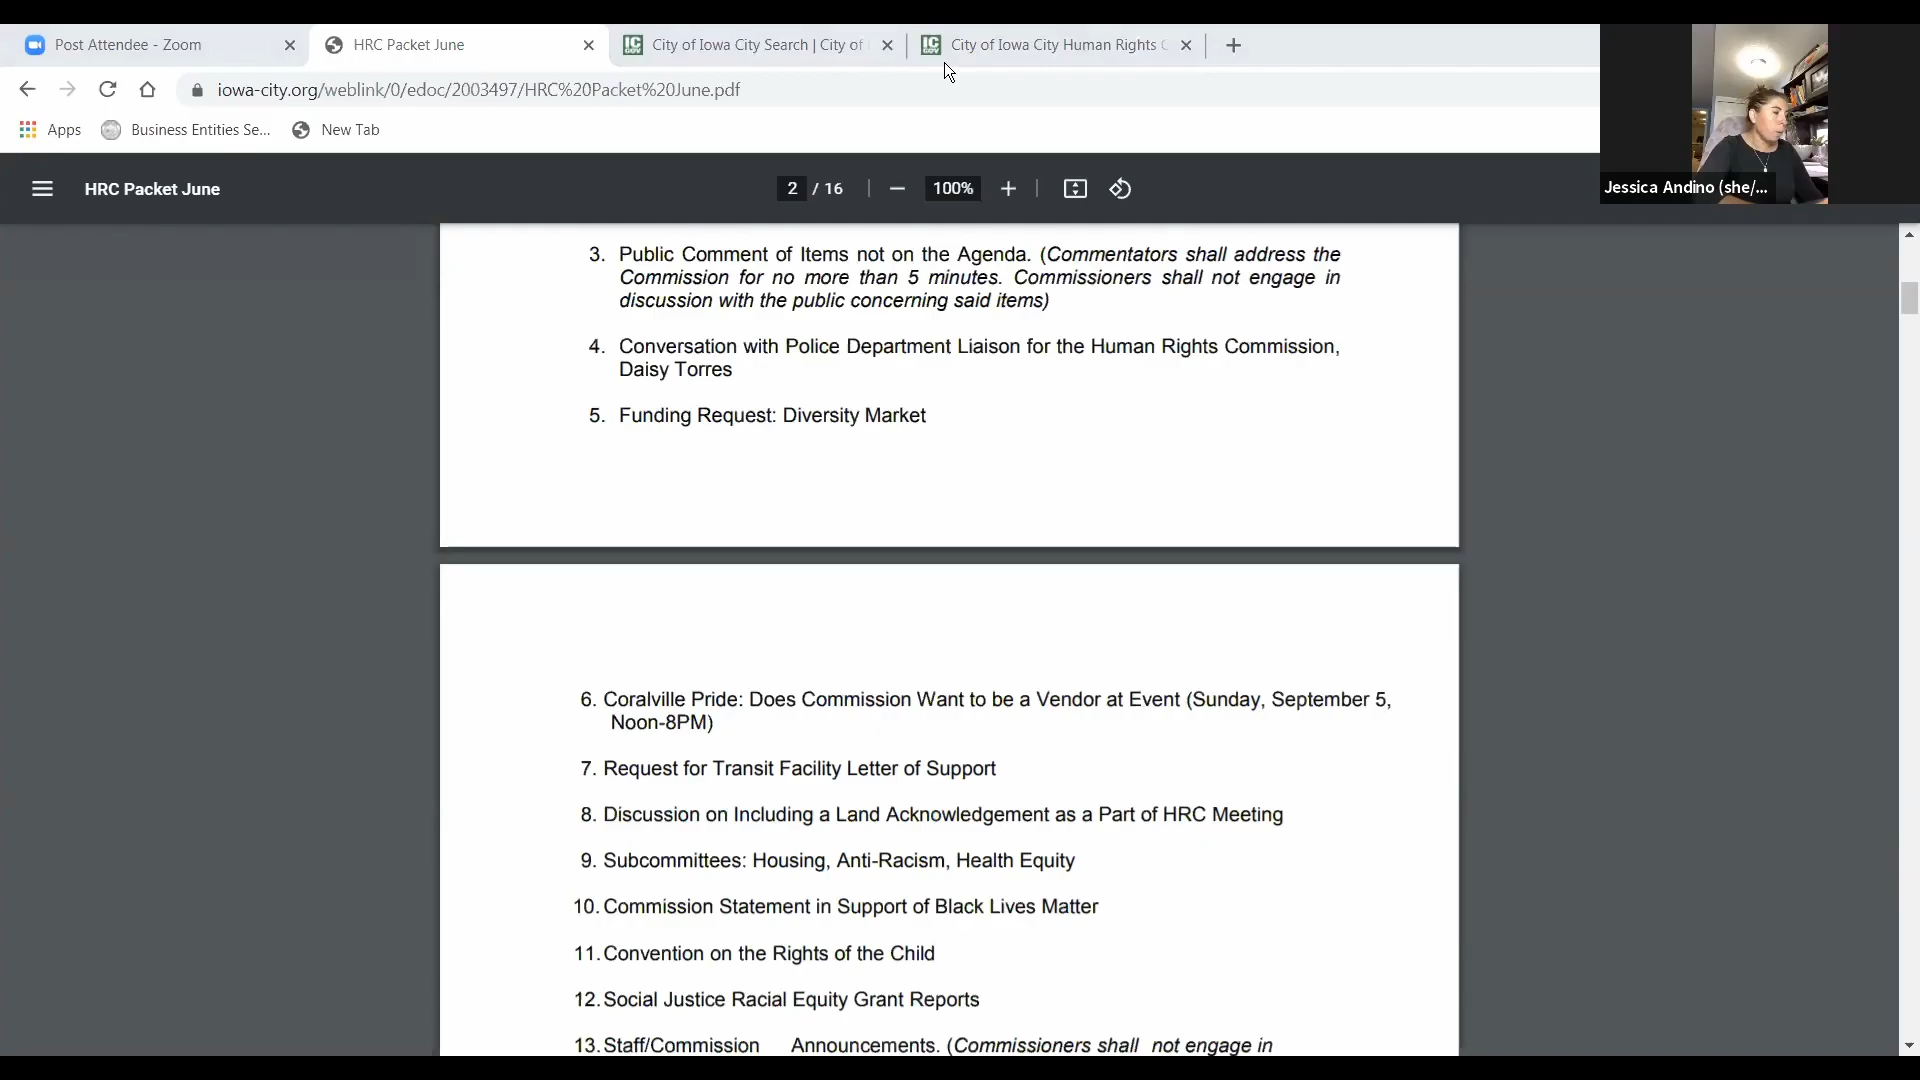 Post Attendee - Zoom
HRC Packet June
City of Iowa City Search | City of
City of Iowa City Human Rights
iowa-city.org/weblink/0/edoc/2003497/HRC%20Packet%20June.pdf
Apps
Business Entities Se...
New Tab
HRC Packet June
2 / 16
100%
Jessica Andino (she/...
3. Public Comment of Items not on the Agenda. (Commentators shall address the
Commission for no more than 5 minutes. Commissioners shall not engage in
discussion with the public concerning said items)
4. Conversation with Police Department Liaison for the Human Rights Commission,
Daisy Torres
5. Funding Request: Diversity Market
6. Coralville Pride: Does Commission Want to be a Vendor at Event (Sunday, September 5,
Noon-8PM)
7. Request for Transit Facility Letter of Support
8. Discussion on Including a Land Acknowledgement as a Part of HRC Meeting
9. Subcommittees: Housing, Anti-Racism, Health Equity
10. Commission Statement in Support of Black Lives Matter
11. Convention on the Rights of the Child
12. Social Justice Racial Equity Grant Reports
13. Staff/Commission Announcements. (Commissioners shall not engage in